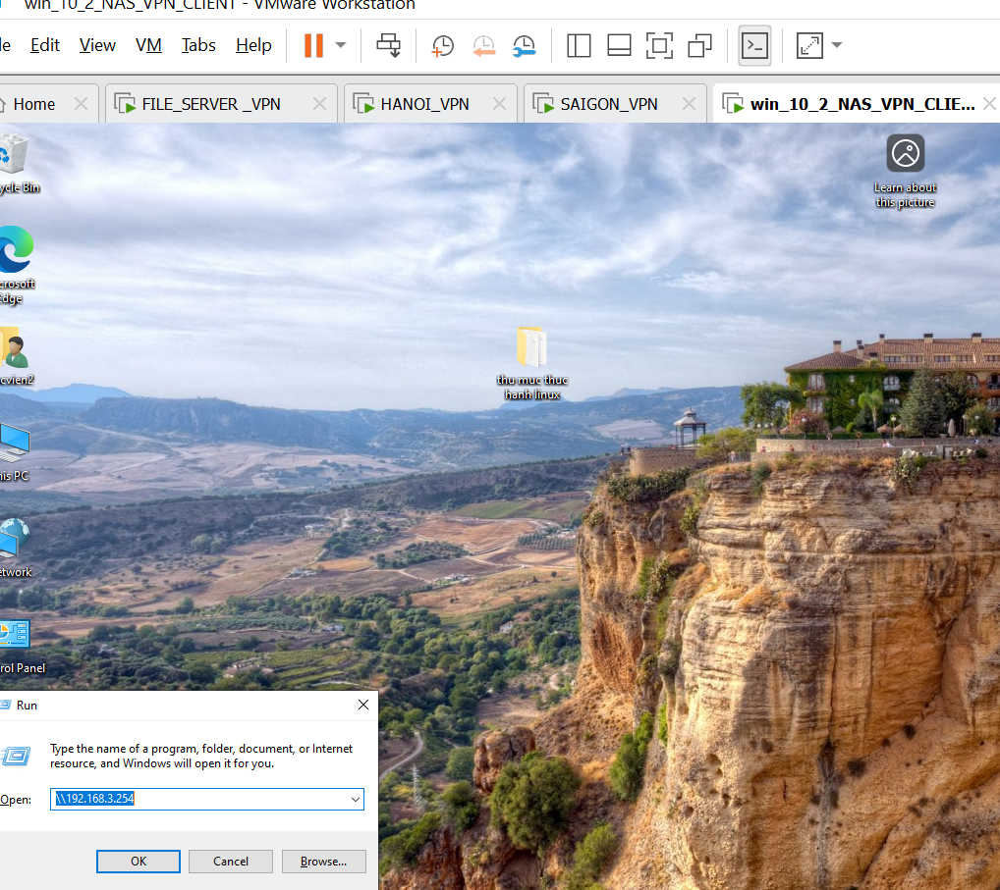 win_10_2_NAS_VPN_CLIENT - VMware Workstation
le Edit View VM Tabs Help
Home FILE_SERVER _VPN HANOI_VPN SAIGON_VPN win_10_2_NAS_VPN_CLIE...
ycle Bin
Learn about
this picture
crosoft
Edge
cvien2
thu muc thuc
hanh linux
his PC
etwork
rol Panel
Run
Type the name of a program, folder, document, or Internet
resource, and Windows will open it for you.
Open: \\192.168.3.254
OK Cancel Browse...